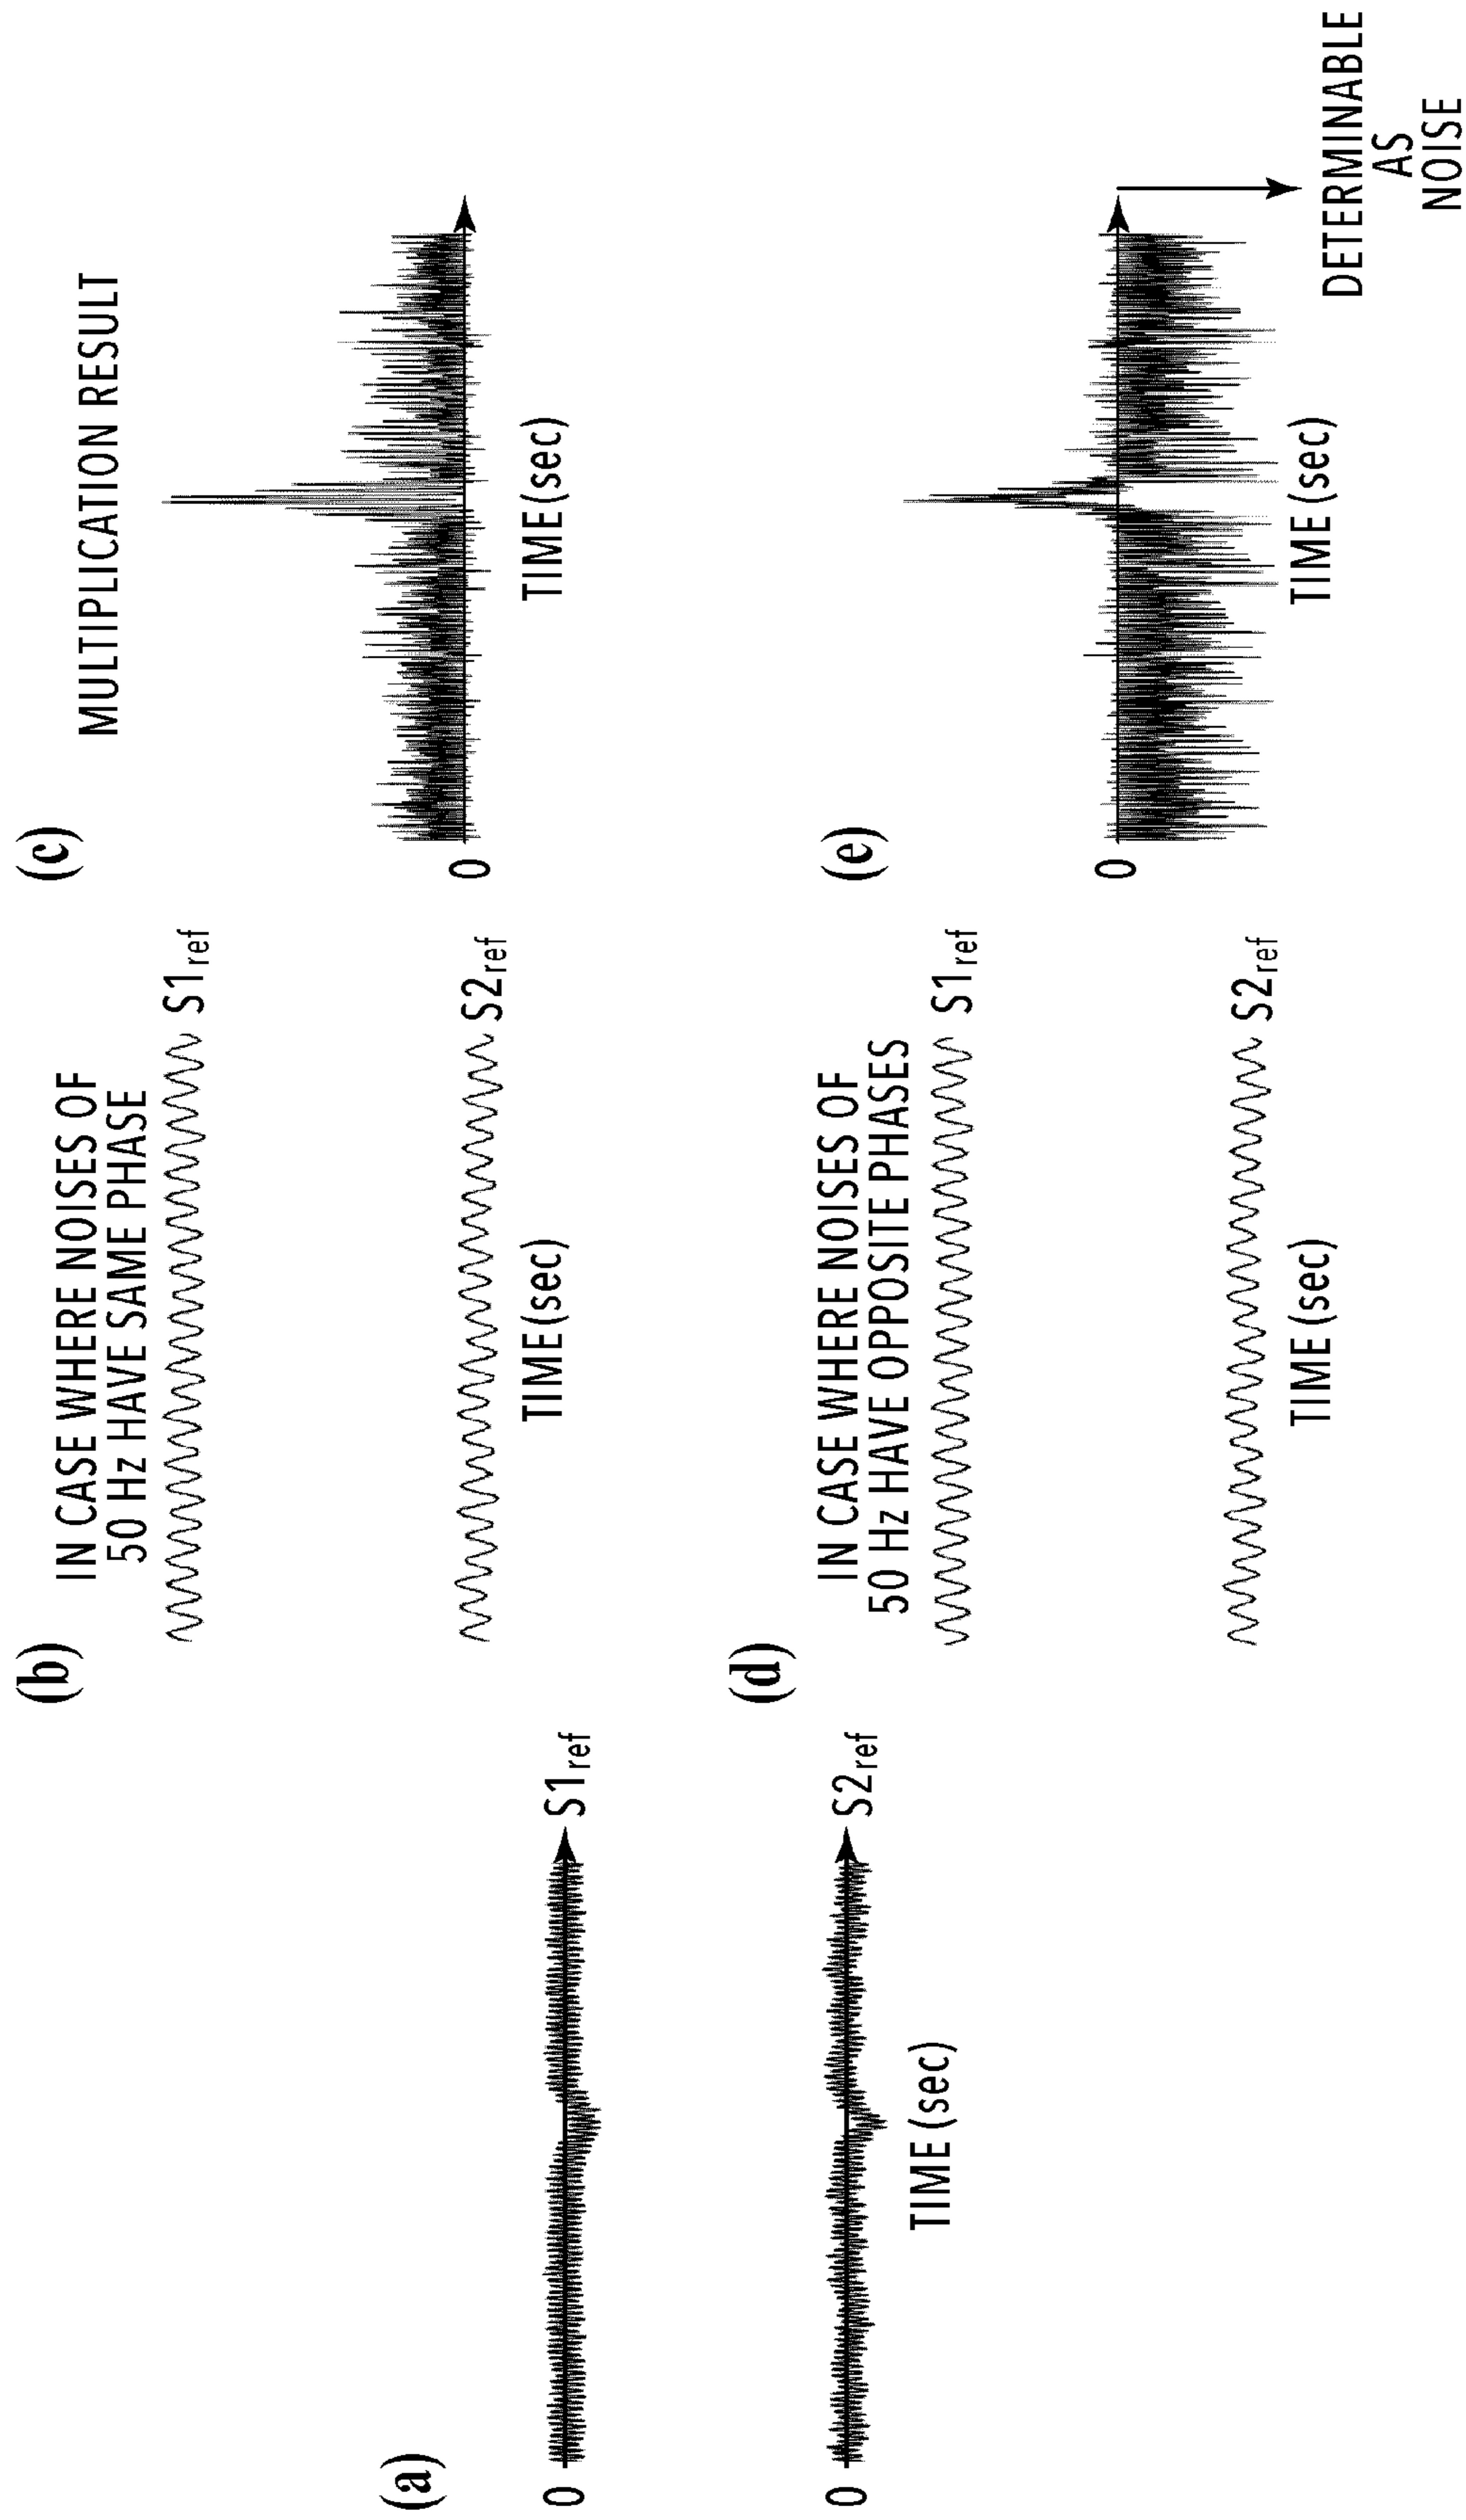 (a)
0
S1ref
0
S2ref
TIME (sec)
(b)
IN CASE WHERE NOISES OF
50 Hz HAVE SAME PHASE
S1ref
S2ref
TIME (sec)
(c)
MULTIPLICATION RESULT
0
TIME (sec)
(d)
IN CASE WHERE NOISES OF
50 Hz HAVE OPPOSITE PHASES
S1ref
S2ref
TIME (sec)
(e)
0
TIME (sec)
DETERMINABLE
AS
NOISE